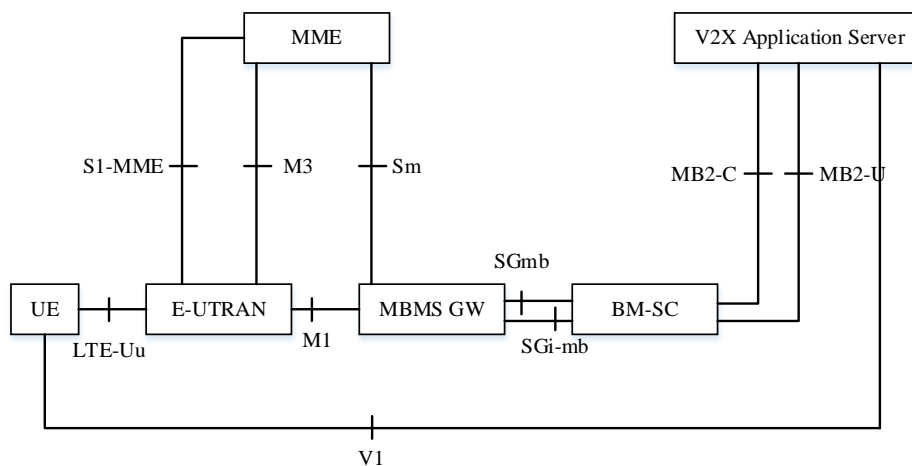 MME
V2X Application Server
S1-MME
M3
Sm
MB2-C
MB2-U
SGmb
UE
E-UTRAN
MBMS GW
BM-SC
LTE-Uu
M1
SGi-mb
V1